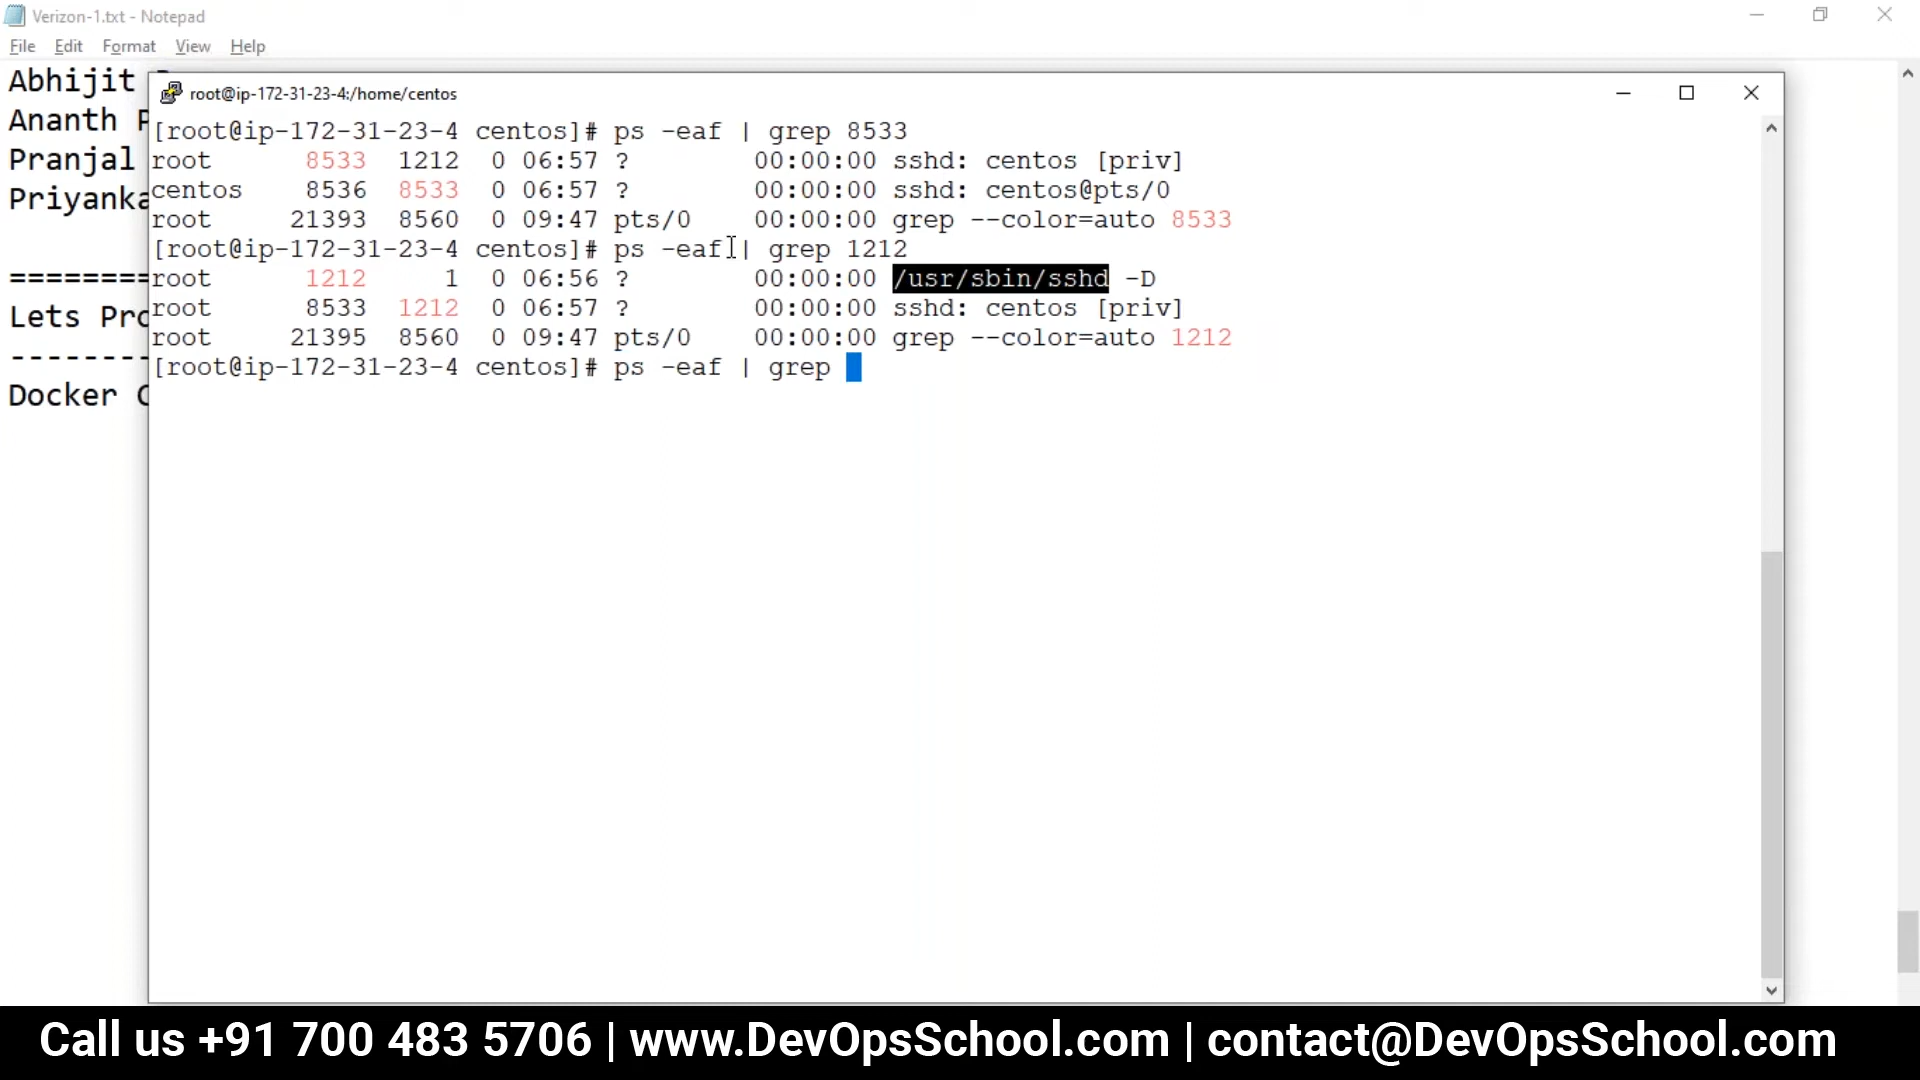 Verizon-1.txt - Notepad
File Edit Format View Help
Abhijit
Ananth P
Pranjal
Priyanka
=========
Lets Pro
--------
Docker C
root@ip-172-31-23-4:/home/centos
[root@ip-172-31-23-4 centos]# ps -eaf | grep 8533
root      8533  1212  0 06:57 ?        00:00:00 sshd: centos [priv]
centos    8536  8533  0 06:57 ?        00:00:00 sshd: centos@pts/0
root     21393  8560  0 09:47 pts/0    00:00:00 grep --color=auto 8533
[root@ip-172-31-23-4 centos]# ps -eaf | grep 1212
root      1212     1  0 06:56 ?        00:00:00 /usr/sbin/sshd -D
root      8533  1212  0 06:57 ?        00:00:00 sshd: centos [priv]
root     21395  8560  0 09:47 pts/0    00:00:00 grep --color=auto 1212
[root@ip-172-31-23-4 centos]# ps -eaf | grep
Call us +91 700 483 5706 | www.DevOpsSchool.com | contact@DevOpsSchool.com